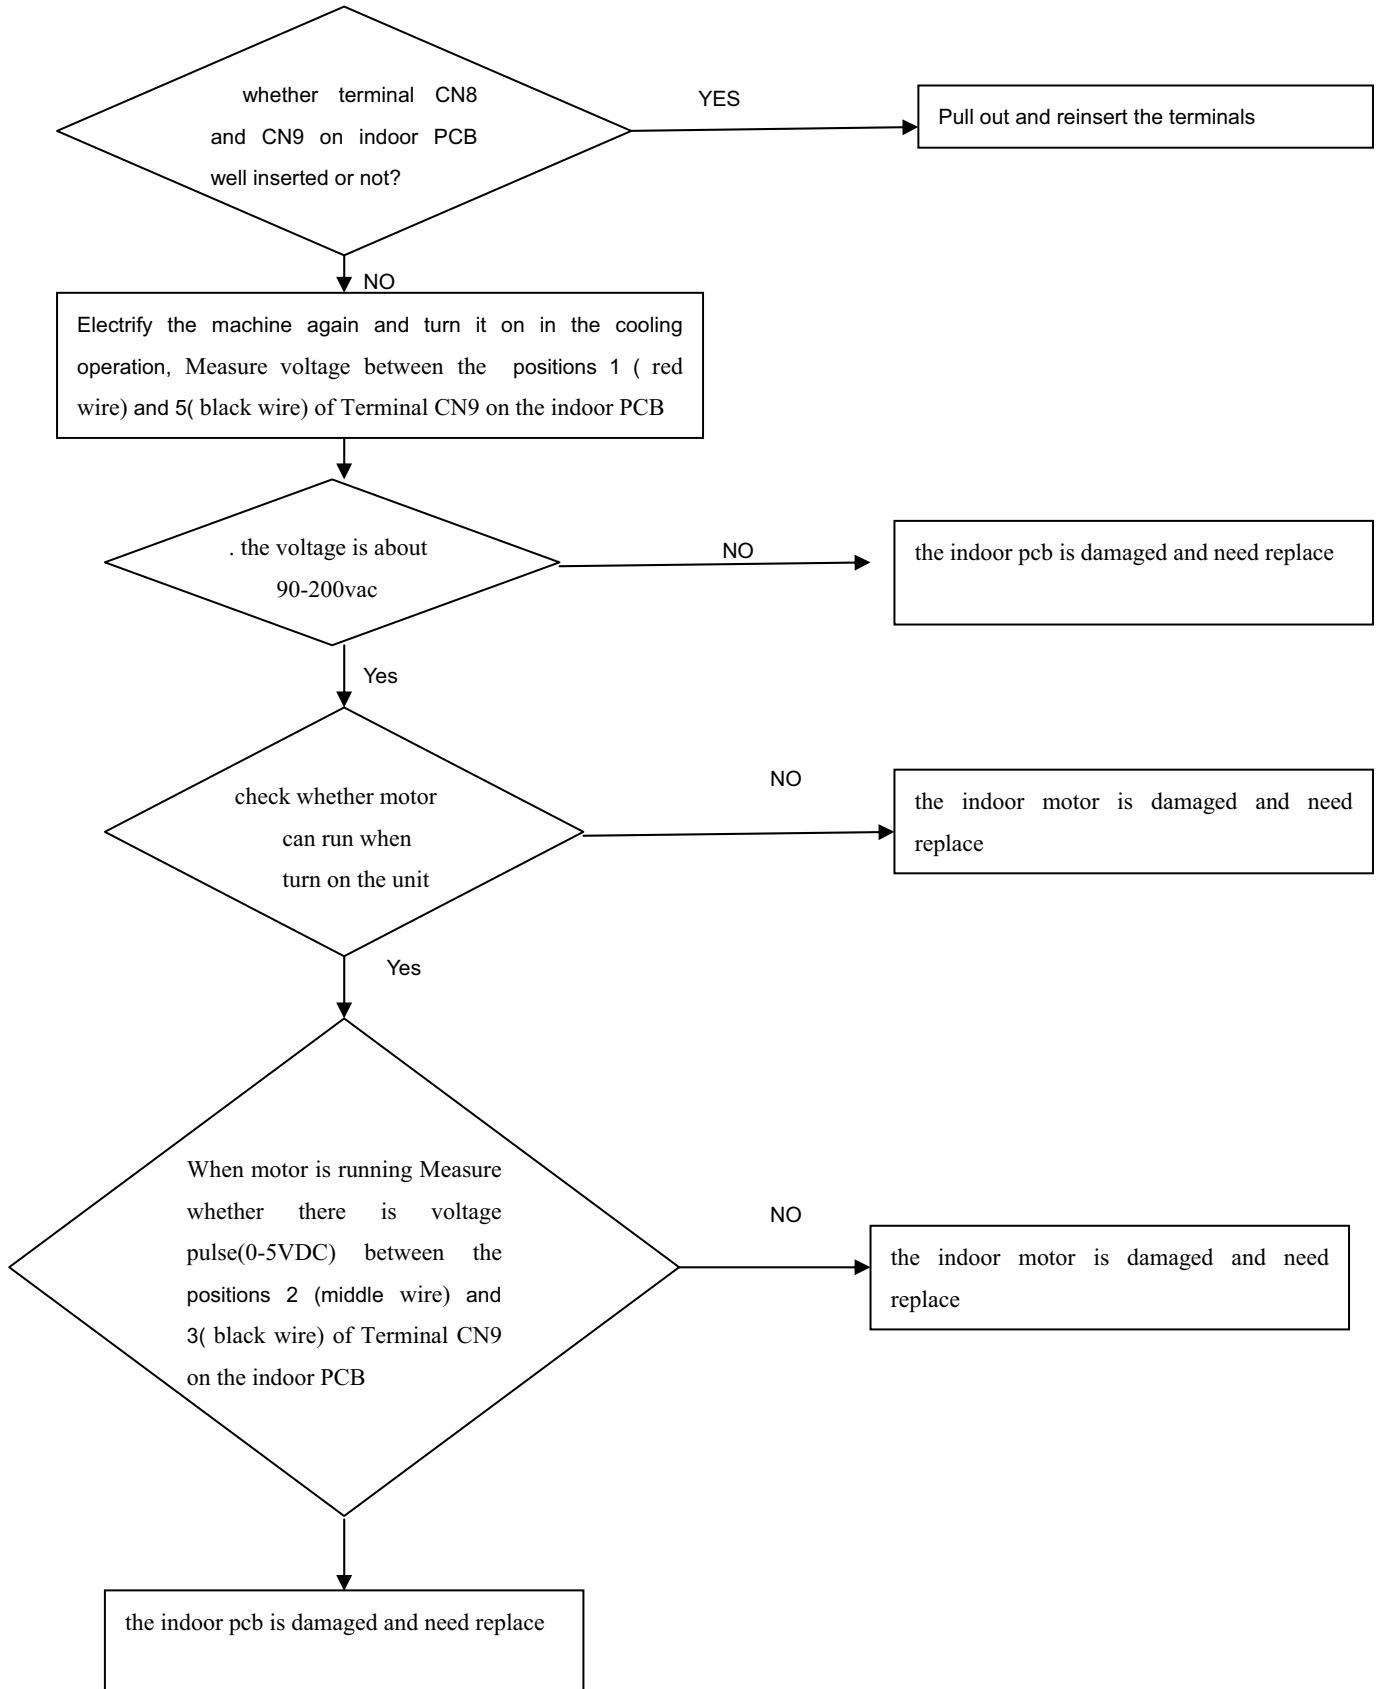 whether terminal CN8
and CN9 on indoor PCB
well inserted or not?
YES
Pull out and reinsert the terminals
NO
Electrify the machine again and turn it on in the cooling
operation, Measure voltage between the positions 1 ( red
wire) and 5( black wire) of Terminal CN9 on the indoor PCB
. the voltage is about
90-200vac
NO
the indoor pcb is damaged and need replace
Yes
check whether motor
can run when
turn on the unit
NO
the indoor motor is damaged and need
replace
Yes
When motor is running Measure
whether there is voltage
pulse(0-5VDC) between the
positions 2 (middle wire) and
3( black wire) of Terminal CN9
on the indoor PCB
NO
the indoor motor is damaged and need
replace
the indoor pcb is damaged and need replace